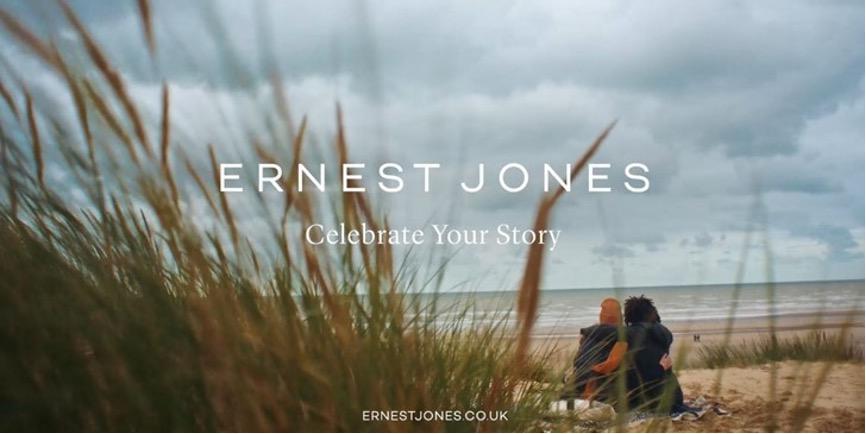 ERNEST JONES
Celebrate Your Story
ERNESTJONES.CO.UK